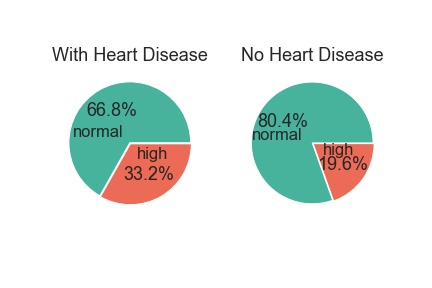 With Heart Disease
66.8%
normal
high
33.2%
No Heart Disease
80.4%
normal
high
19.6%